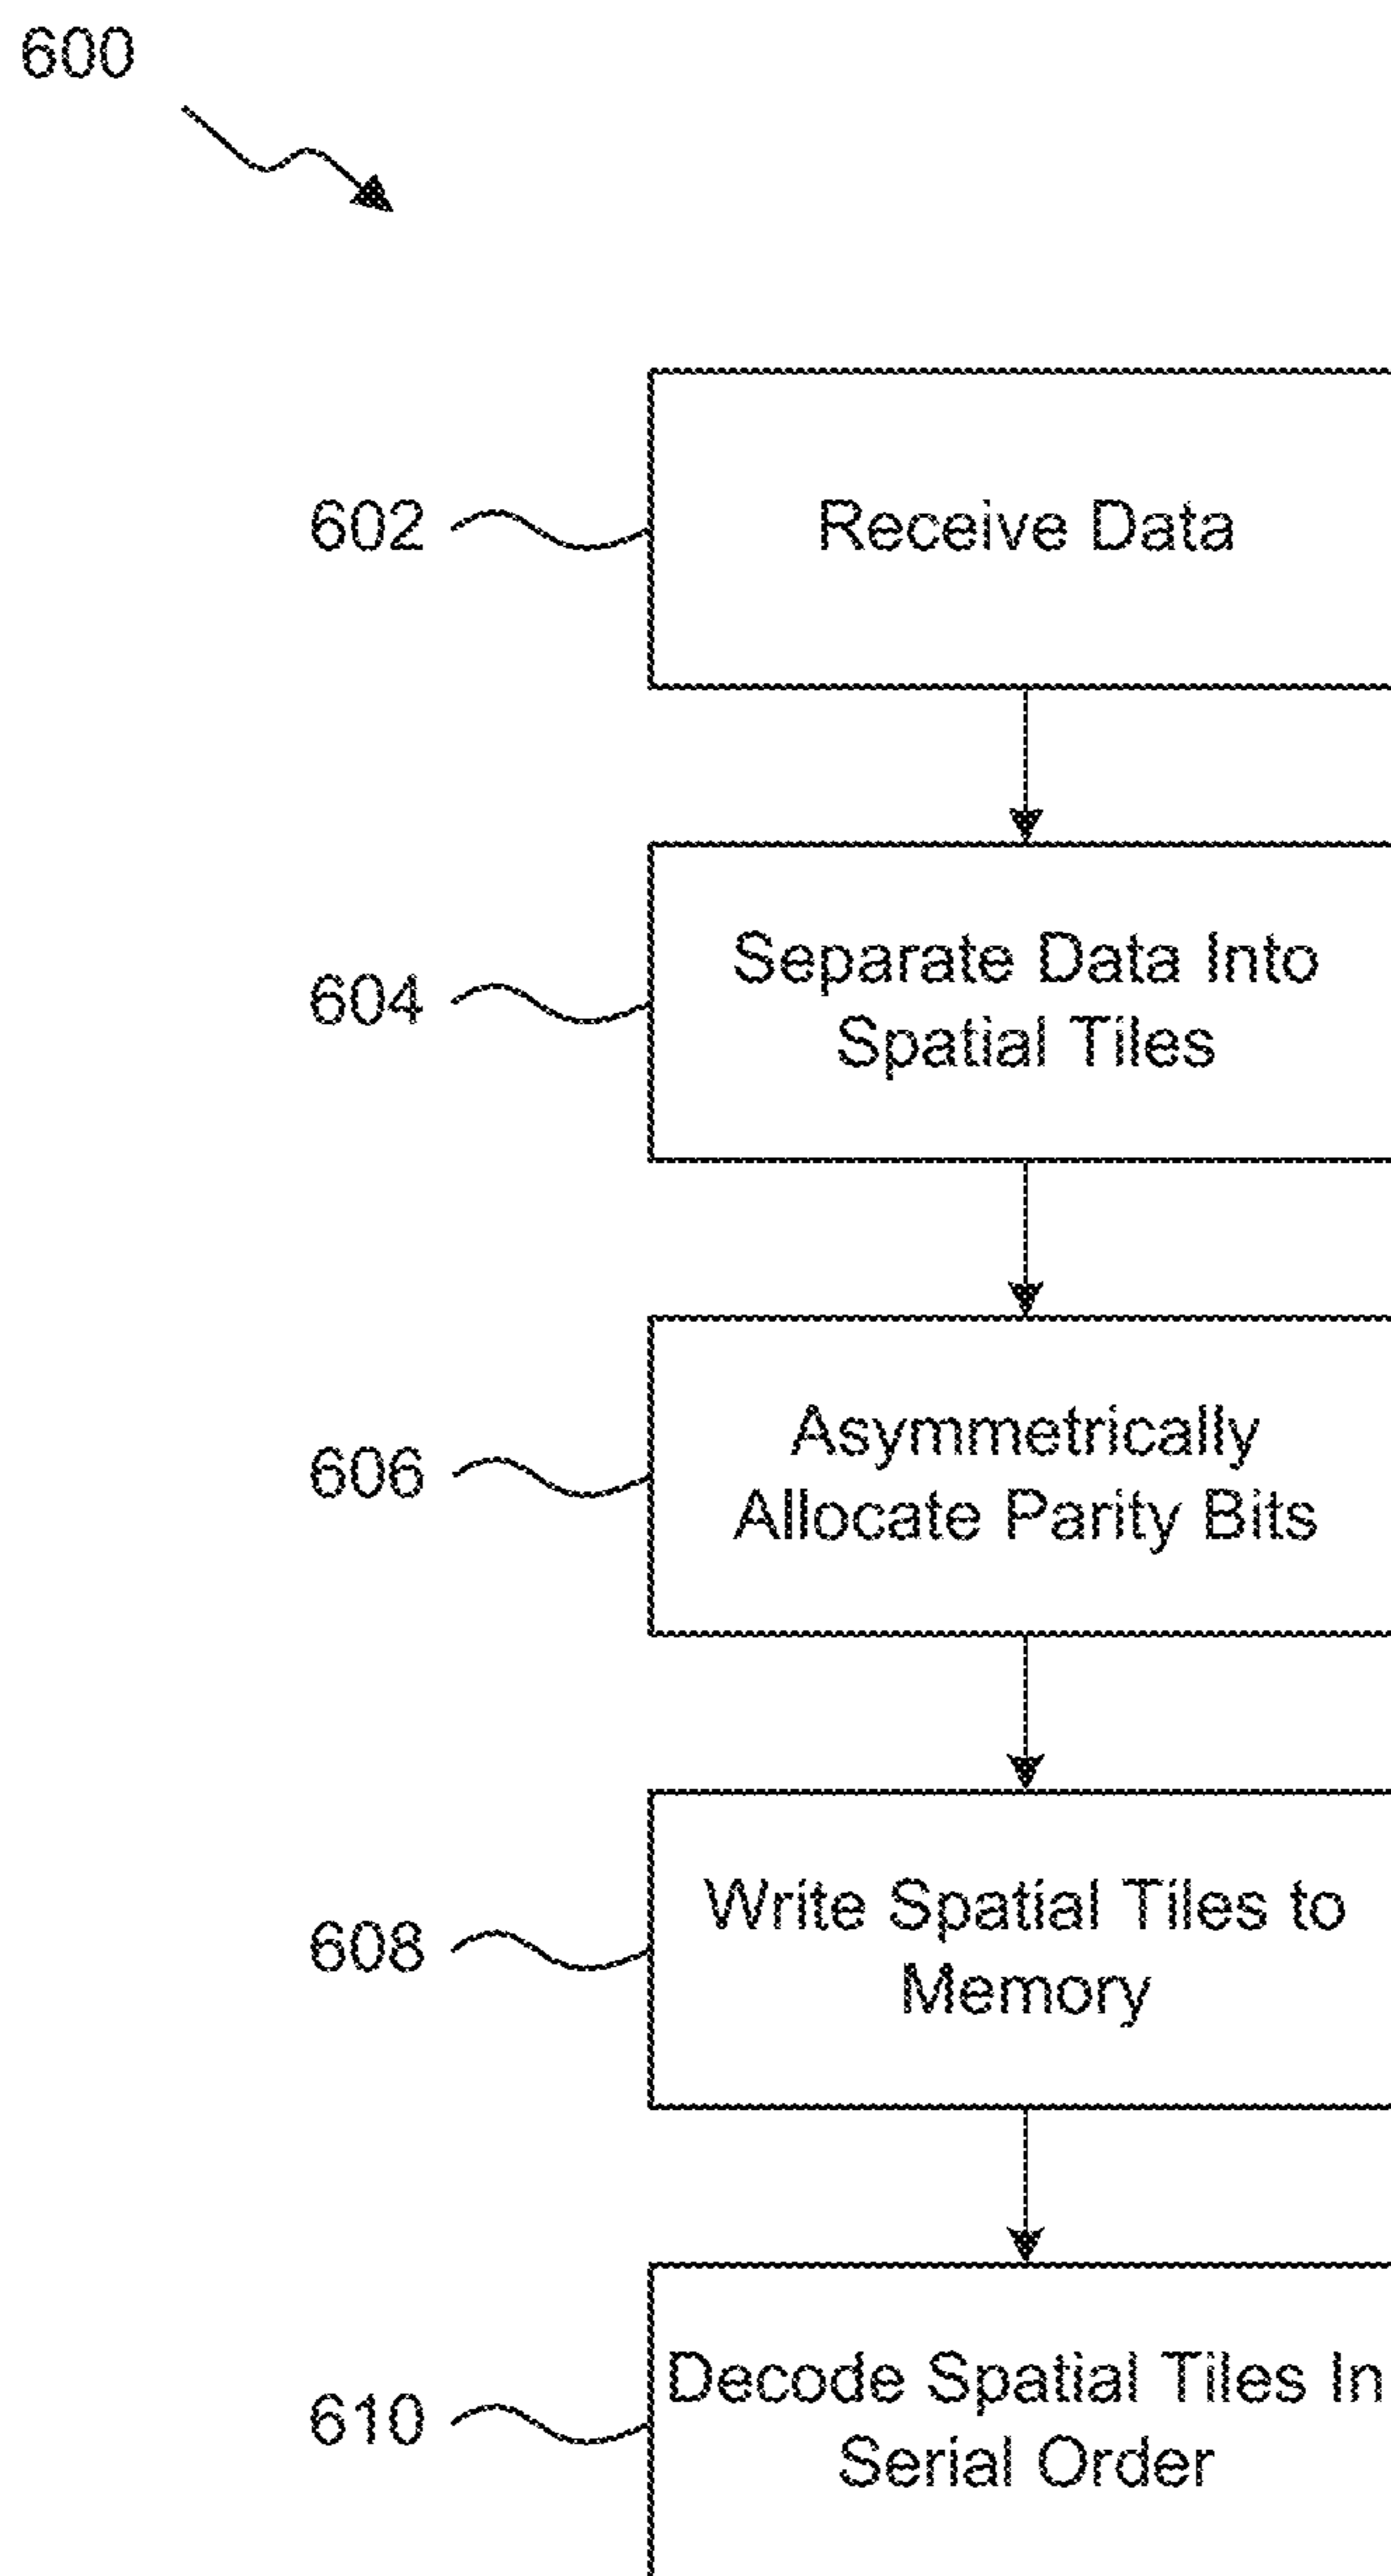 600
602
Receive Data
604
Separate Data Into
Spatial Tiles
606
Asymmetrically
Allocate Parity Bits
608
Write Spatial Tiles to
Memory
610
Decode Spatial Tiles In
Serial Order